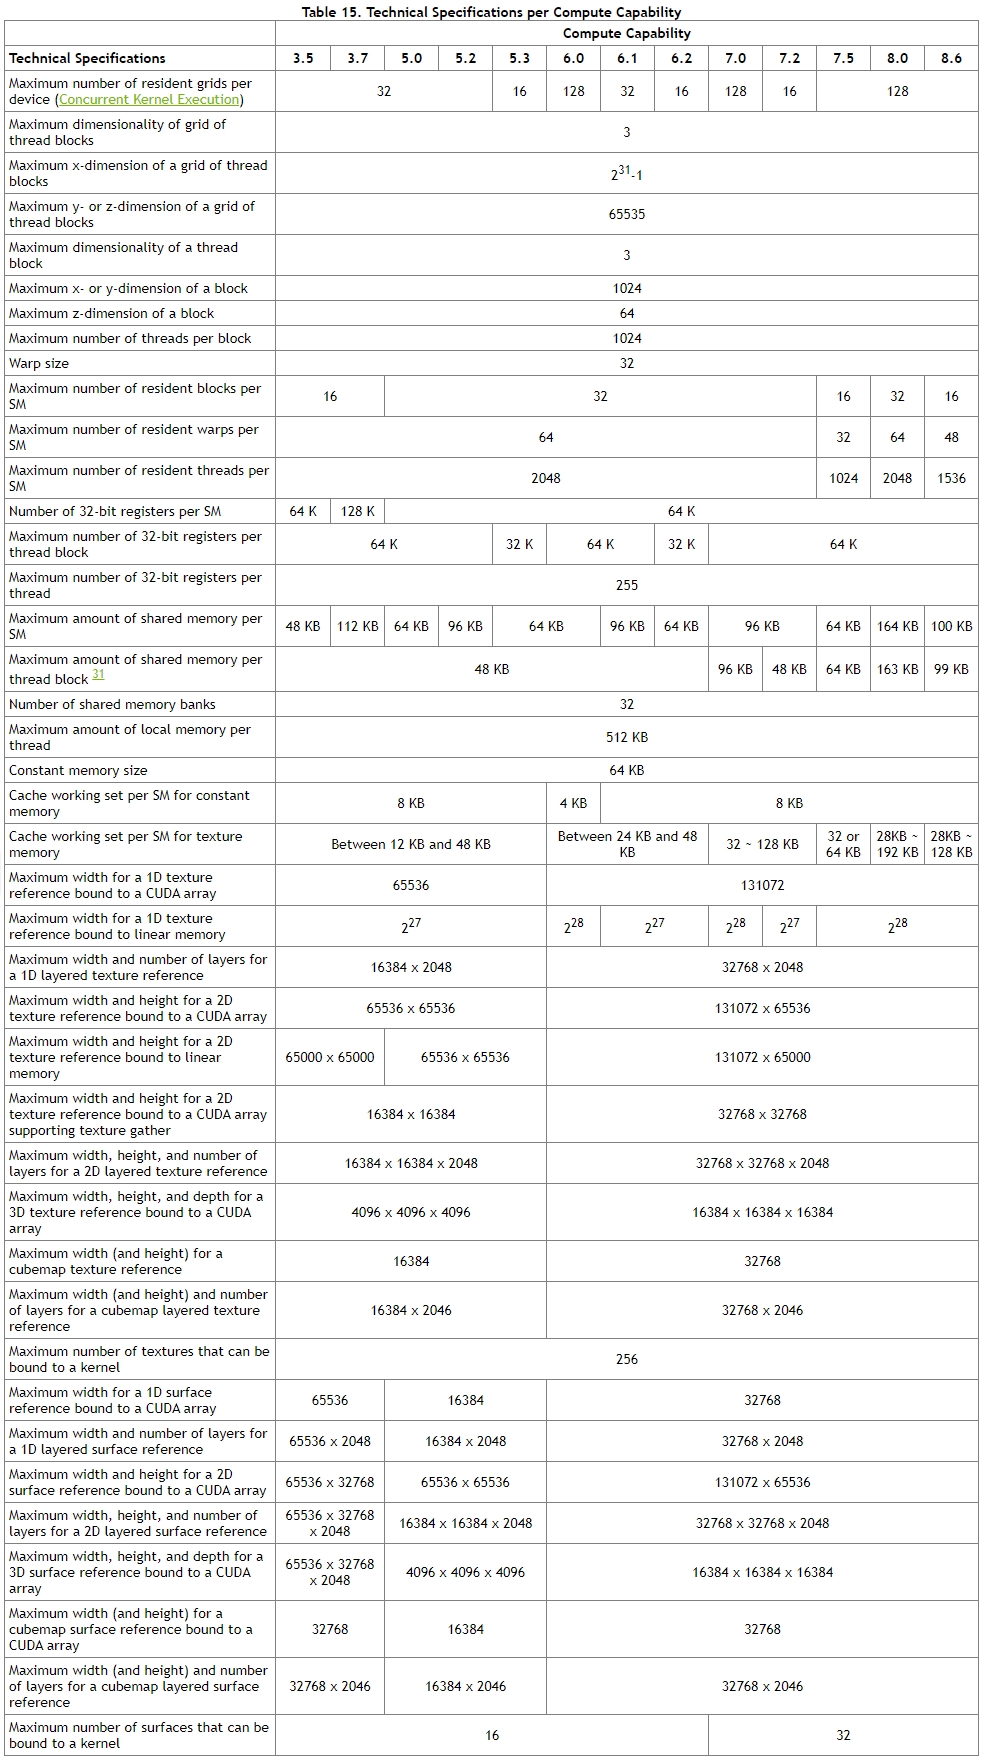 Table 15. Technical Specifications per Compute Capability
Compute Capability
Technical Specifications 3.5 3.7 5.0 5.2 5.3 6.0 6.1 6.2 7.0 7.2 7.5 8.0 8.6
Maximum number of resident grids per
device (Concurrent Kernel Execution) 32 16 128 32 16 128 16 128
Maximum dimensionality of grid of
thread blocks 3
Maximum x-dimension of a grid of thread
blocks 2^31-1
Maximum y- or z-dimension of a grid of
thread blocks 65535
Maximum dimensionality of a thread
block 3
Maximum x- or y-dimension of a block 1024
Maximum z-dimension of a block 64
Maximum number of threads per block 1024
Warp size 32
Maximum number of resident blocks per
SM 16 32 16 32 16
Maximum number of resident warps per
SM 64 32 64 48
Maximum number of resident threads per
SM 2048 1024 2048 1536
Number of 32-bit registers per SM 64 K 128 K 64 K
Maximum number of 32-bit registers per
thread block 64 K 32 K 64 K 32 K 64 K
Maximum number of 32-bit registers per
thread 255
Maximum amount of shared memory per
SM 48 KB 112 KB 64 KB 96 KB 64 KB 96 KB 64 KB 96 KB 64 KB 164 KB 100 KB
Maximum amount of shared memory per
thread block 31 48 KB 96 KB 48 KB 64 KB 163 KB 99 KB
Number of shared memory banks 32
Maximum amount of local memory per
thread 512 KB
Constant memory size 64 KB
Cache working set per SM for constant
memory 8 KB 4 KB 8 KB
Cache working set per SM for texture
memory Between 12 KB and 48 KB Between 24 KB and 48 KB 32 ~ 128 KB 32 or 64 KB 28KB ~ 192 KB 28KB ~ 128 KB
Maximum width for a 1D texture
reference bound to a CUDA array 65536 131072
Maximum width for a 1D texture
reference bound to linear memory 2^27 2^28 2^27 2^28 2^27 2^28
Maximum width and number of layers for
a 1D layered texture reference 16384 x 2048 32768 x 2048
Maximum width and height for a 2D
texture reference bound to a CUDA array 65536 x 65536 131072 x 65536
Maximum width and height for a 2D
texture reference bound to linear
memory 65000 x 65000 65536 x 65536 131072 x 65000
Maximum width and height for a 2D
texture reference bound to a CUDA array
supporting texture gather 16384 x 16384 32768 x 32768
Maximum width, height, and number of
layers for a 2D layered texture reference 16384 x 16384 x 2048 32768 x 32768 x 2048
Maximum width, height, and depth for a
3D texture reference bound to a CUDA
array 4096 x 4096 x 4096 16384 x 16384 x 16384
Maximum width (and height) for a
cubemap texture reference 16384 32768
Maximum width (and height) and number
of layers for a cubemap layered texture
reference 16384 x 2046 32768 x 2046
Maximum number of textures that can be
bound to a kernel 256
Maximum width for a 1D surface
reference bound to a CUDA array 65536 16384 32768
Maximum width and number of layers for
a 1D layered surface reference 65536 x 2048 16384 x 2048 32768 x 2048
Maximum width and height for a 2D
surface reference bound to a CUDA array 65536 x 32768 65536 x 65536 131072 x 65536
Maximum width, height, and number of
layers for a 2D layered surface reference 65536 x 32768 x 2048 16384 x 16384 x 2048 32768 x 32768 x 2048
Maximum width, height, and depth for a
3D surface reference bound to a CUDA
array 65536 x 32768 x 2048 4096 x 4096 x 4096 16384 x 16384 x 16384
Maximum width (and height) for a
cubemap surface reference bound to a
CUDA array 32768 16384 32768
Maximum width (and height) and number
of layers for a cubemap layered surface
reference 32768 x 2046 16384 x 2046 32768 x 2046
Maximum number of surfaces that can be
bound to a kernel 16 32